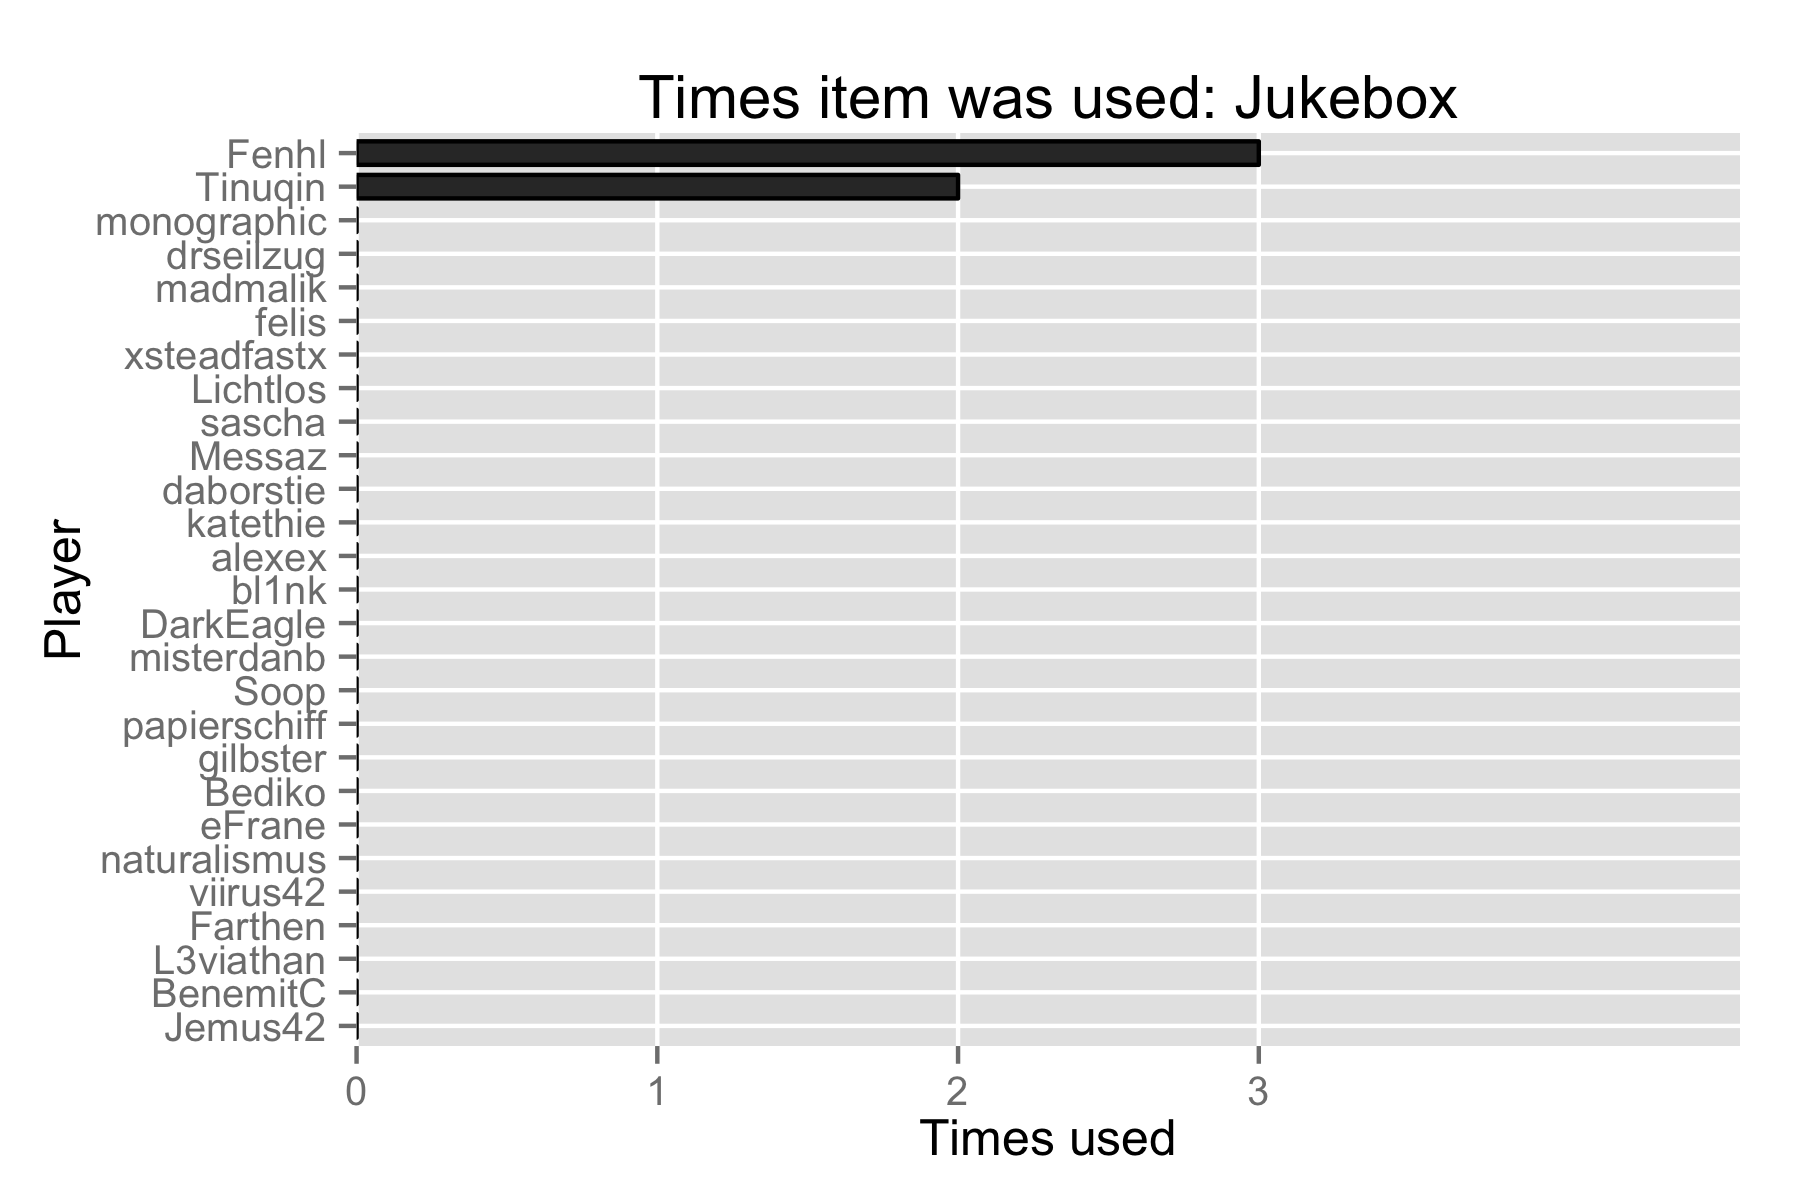 Times item was used: Jukebox
Fenhl
Tinuqin
monographic
drseilzug
madmalik
felis
xsteadfastx
Lichtlos
sascha
Messaz
daborstie
katethie
alexex
bl1nk
DarkEagle
misterdanb
Soop
papierschiff
gilbster
Bediko
eFrane
naturalismus
viirus42
Farthen
L3viathan
BenemitC
Jemus42
Player
0 1 2 3
Times used